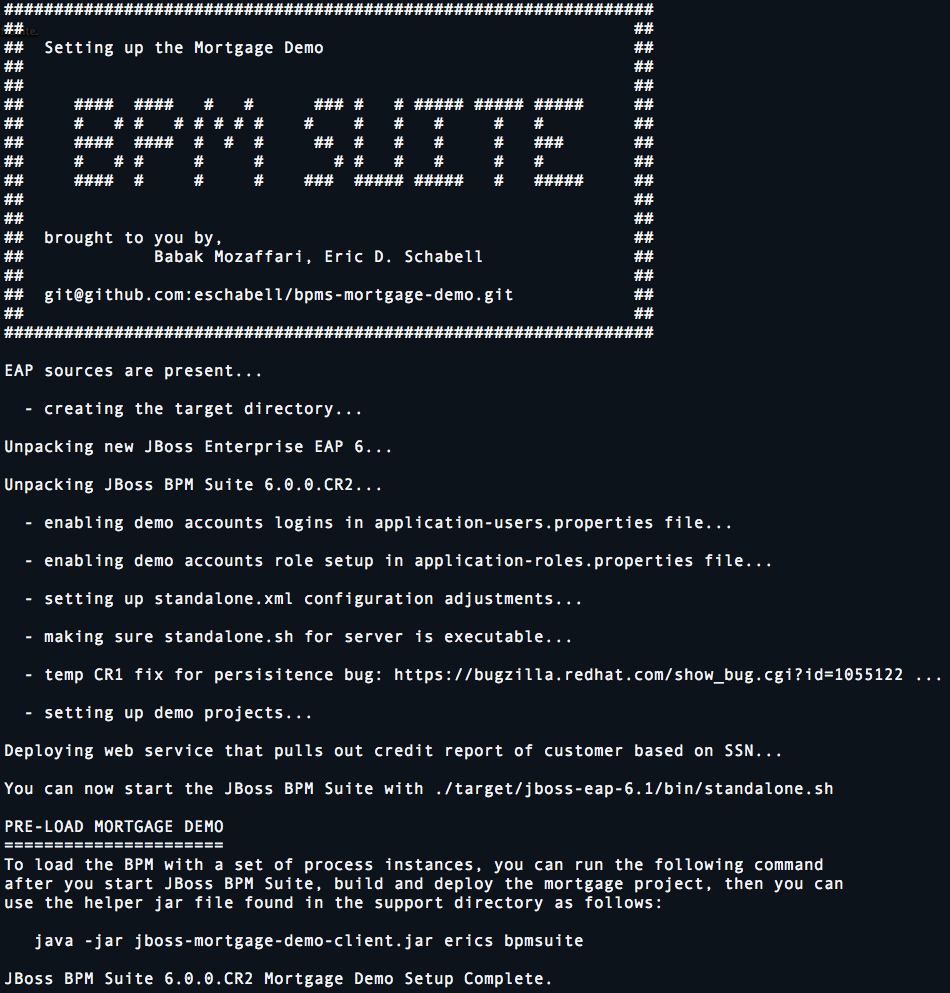 #################################################################
##                                                             ##
##  Setting up the Mortgage Demo                               ##
##                                                             ##
##                                                             ##
##     ####  ####   #   #      ### #   # ##### ##### #####     ##
##     #   # #   # # # # #    #    #   #   #     #   #         ##
##     ####  ####  #  #  #     ##  #   #   #     #   ###       ##
##     #   # #     #     #       # #   #   #     #   #         ##
##     ####  #     #     #    ###  ##### #####   #   #####     ##
##                                                             ##
##                                                             ##
##  brought to you by,                                         ##
##             Babak Mozaffari, Eric D. Schabell               ##
##                                                             ##
##  git@github.com:eschabell/bpms-mortgage-demo.git            ##
##                                                             ##
#################################################################
EAP sources are present...
  - creating the target directory...
Unpacking new JBoss Enterprise EAP 6...
Unpacking JBoss BPM Suite 6.0.0.CR2...
  - enabling demo accounts logins in application-users.properties file...
  - enabling demo accounts role setup in application-roles.properties file...
  - setting up standalone.xml configuration adjustments...
  - making sure standalone.sh for server is executable...
  - temp CR1 fix for persisitence bug: https://bugzilla.redhat.com/show_bug.cgi?id=1055122 ...
  - setting up demo projects...
Deploying web service that pulls out credit report of customer based on SSN...
You can now start the JBoss BPM Suite with ./target/jboss-eap-6.1/bin/standalone.sh
PRE-LOAD MORTGAGE DEMO
======================
To load the BPM with a set of process instances, you can run the following command
after you start JBoss BPM Suite, build and deploy the mortgage project, then you can
use the helper jar file found in the support directory as follows:
   java -jar jboss-mortgage-demo-client.jar erics bpmsuite
JBoss BPM Suite 6.0.0.CR2 Mortgage Demo Setup Complete.